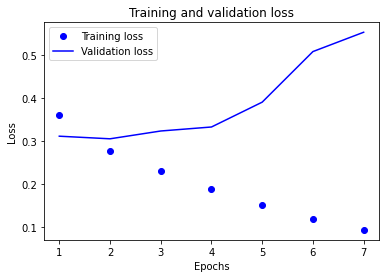 Training and validation loss
Training loss
Validation loss
0.5
0.4
0.3
0.2
0.1
Loss
1 2 3 4 5 6 7
Epochs